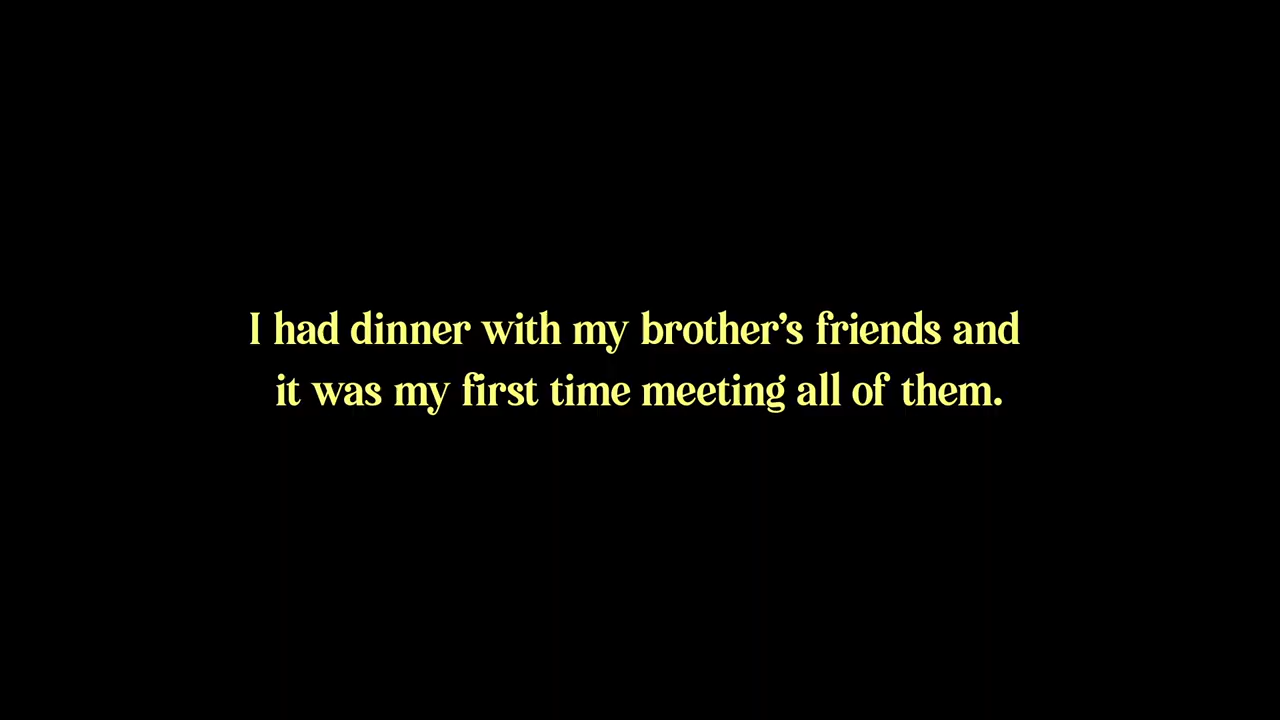 I had dinner with my brother’s friends and
it was my first time meeting all of them.